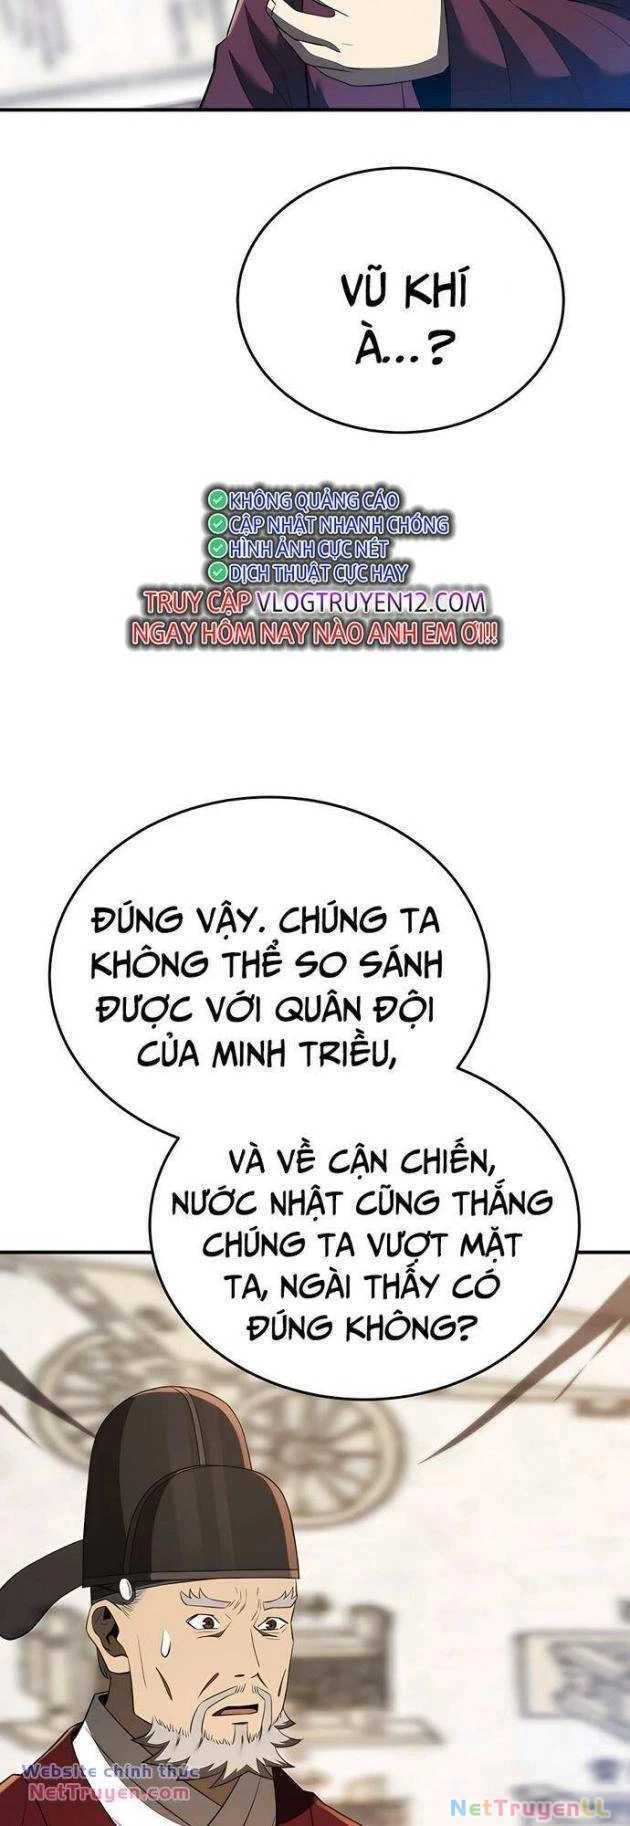 VŨ KHÍ
À...?
KHÔNG QUẢNG CÁO
CẬP NHẬT NHANH CHÓNG
HÌNH ẢNH CỰC NÉT
DỊCH THUẬT CỰC HAY
TRUY CẬP VLOGTRUYEN12.COM
NGAY HÔM NAY NÀO ANH EM ƠI!!!
ĐÚNG VẬY. CHÚNG TA
KHÔNG THỂ SO SÁNH
ĐƯỢC VỚI QUÂN ĐỘI
CỦA MINH TRIỀU,
VÀ VỀ CẬN CHIẾN,
NƯỚC NHẬT CŨNG THẮNG
CHÚNG TA VƯỢT MẶT
TA, NGÀI THẤY CÓ
ĐÚNG KHÔNG?
Website chính thức
NetTruyen.com
NetTruyenLL